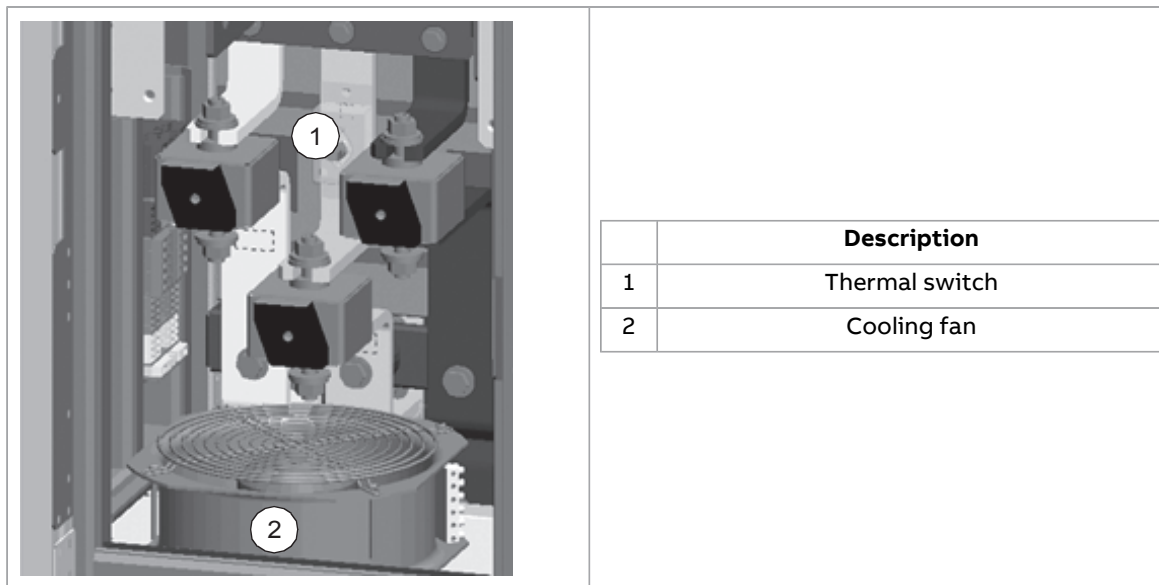 1
2
Description
1 Thermal switch
2 Cooling fan